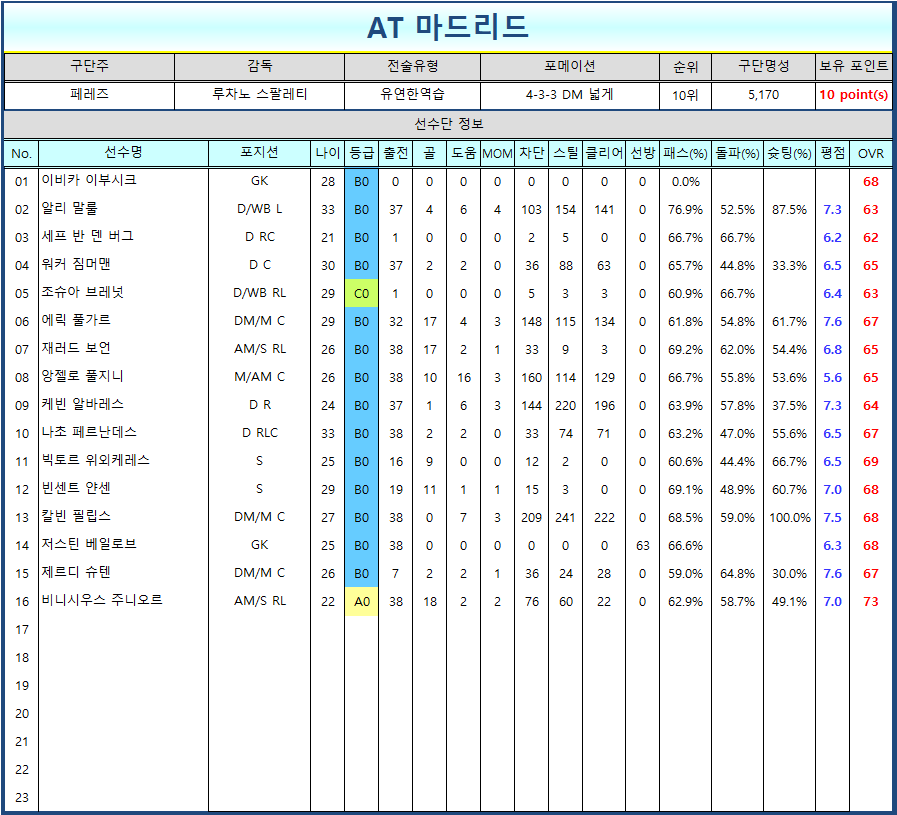 AT 마드리드
구단주 감독 전술유형 포메이션 순위 구단명성 보유 포인트
페레즈 루차노 스팔레티 유연한역습 4-3-3 DM 넓게 10위 5,170 10 point(s)
선수단 정보
No. 선수명 포지션 나이 등급 출전 골 도움 MOM 차단 스틸 클리어 선방 패스(%) 돌파(%) 슛팅(%) 평점 OVR
01 이비카 이부시크 GK 28 B0 0 0 0 0 0 0 0 0 0.0% 68
02 알리 말룰 D/WB L 33 B0 37 4 6 4 103 154 141 0 76.9% 52.5% 87.5% 7.3 63
03 세프 반 덴 버그 D RC 21 B0 1 0 0 0 2 5 0 0 66.7% 66.7% 6.2 62
04 워커 짐머맨 D C 30 B0 37 2 2 0 36 88 63 0 65.7% 44.8% 33.3% 6.5 65
05 조슈아 브레넛 D/WB RL 29 C0 1 0 0 0 5 3 3 0 60.9% 66.7% 6.4 63
06 에릭 풀가르 DM/M C 29 B0 32 17 4 3 148 115 134 0 61.8% 54.8% 61.7% 7.6 67
07 재러드 보언 AM/S RL 26 B0 38 17 2 1 33 9 3 0 69.2% 62.0% 54.4% 6.8 65
08 앙젤로 풀지니 M/AM C 26 B0 38 10 16 3 160 114 129 0 66.7% 55.8% 53.6% 5.6 65
09 케빈 알바레스 D R 24 B0 37 1 6 3 144 220 196 0 63.9% 57.8% 37.5% 7.3 64
10 나초 페르난데스 D RLC 33 B0 38 2 2 0 33 74 71 0 63.2% 47.0% 55.6% 6.5 67
11 빅토르 위외케레스 S 25 B0 16 9 0 0 12 2 0 0 60.6% 44.4% 66.7% 6.5 69
12 빈센트 얀센 S 29 B0 19 11 1 1 15 3 0 0 69.1% 48.9% 60.7% 7.0 68
13 칼빈 필립스 DM/M C 27 B0 38 0 7 3 209 241 222 0 68.5% 59.0% 100.0% 7.5 68
14 저스틴 베일로브 GK 25 B0 38 0 0 0 0 0 0 63 66.6% 6.3 68
15 제르디 슈텐 DM/M C 26 B0 7 2 2 1 36 24 28 0 59.0% 64.8% 30.0% 7.6 67
16 비니시우스 주니오르 AM/S RL 22 A0 38 18 2 2 76 60 22 0 62.9% 58.7% 49.1% 7.0 73
17
18
19
20
21
22
23